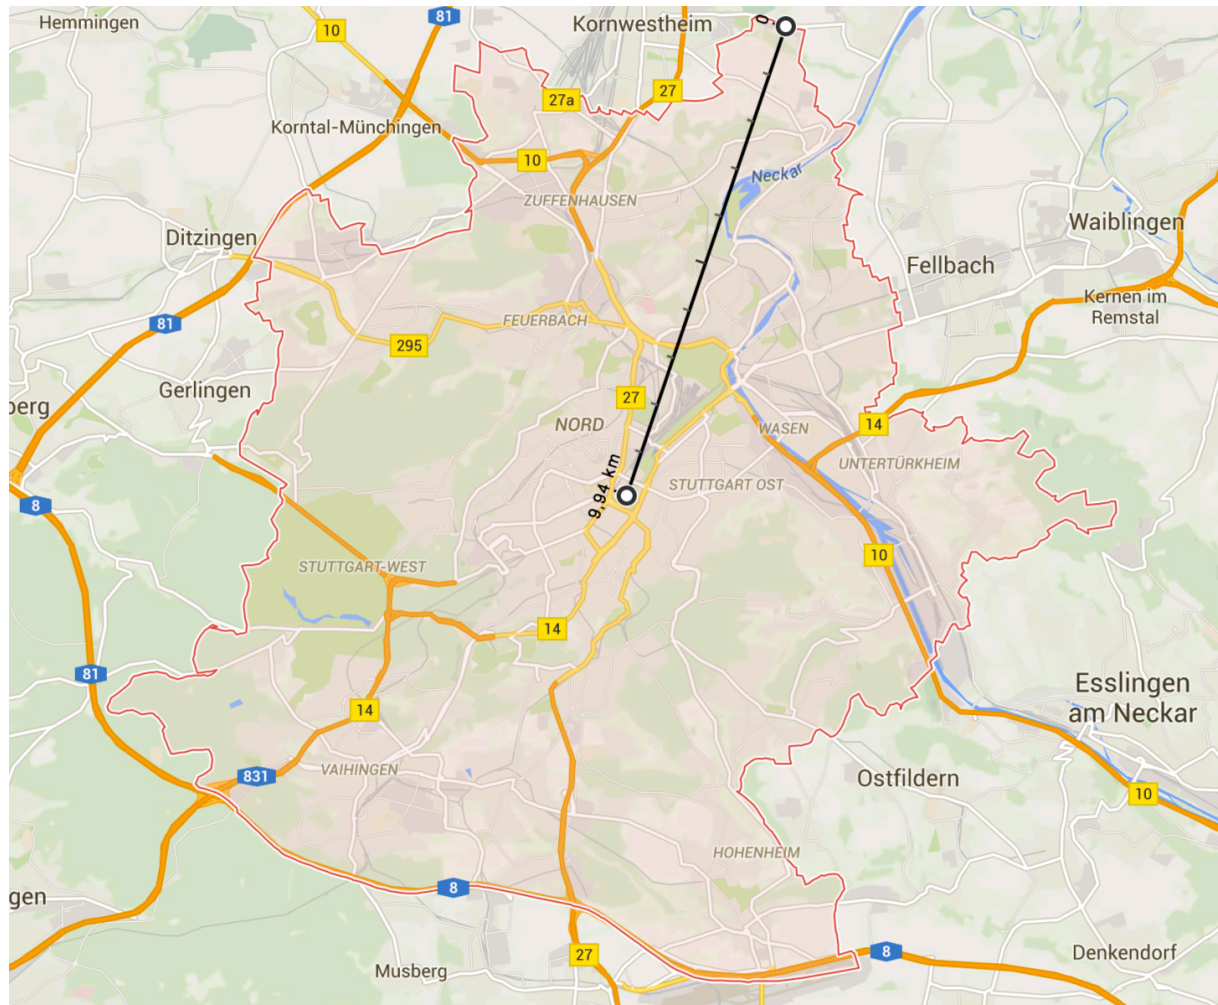 Hemmingen
81
Kornwestheim
0
10
27
27a
Korntal-Münchingen
10
Neckar
ZUFFENHAUSEN
Waiblingen
Ditzingen
Fellbach
Kernen im
Remstal
81
FEUERBACH
295
Gerlingen
27
berg
NORD
14
WASEN
UNTERTÜRKHEIM
9,94 km
STUTTGART OST
8
10
STUTTGART-WEST
14
81
Esslingen
am Neckar
14
VAIHINGEN
831
Ostfildern
10
HOHENHEIM
8
gen
27
8
Denkendorf
Musberg